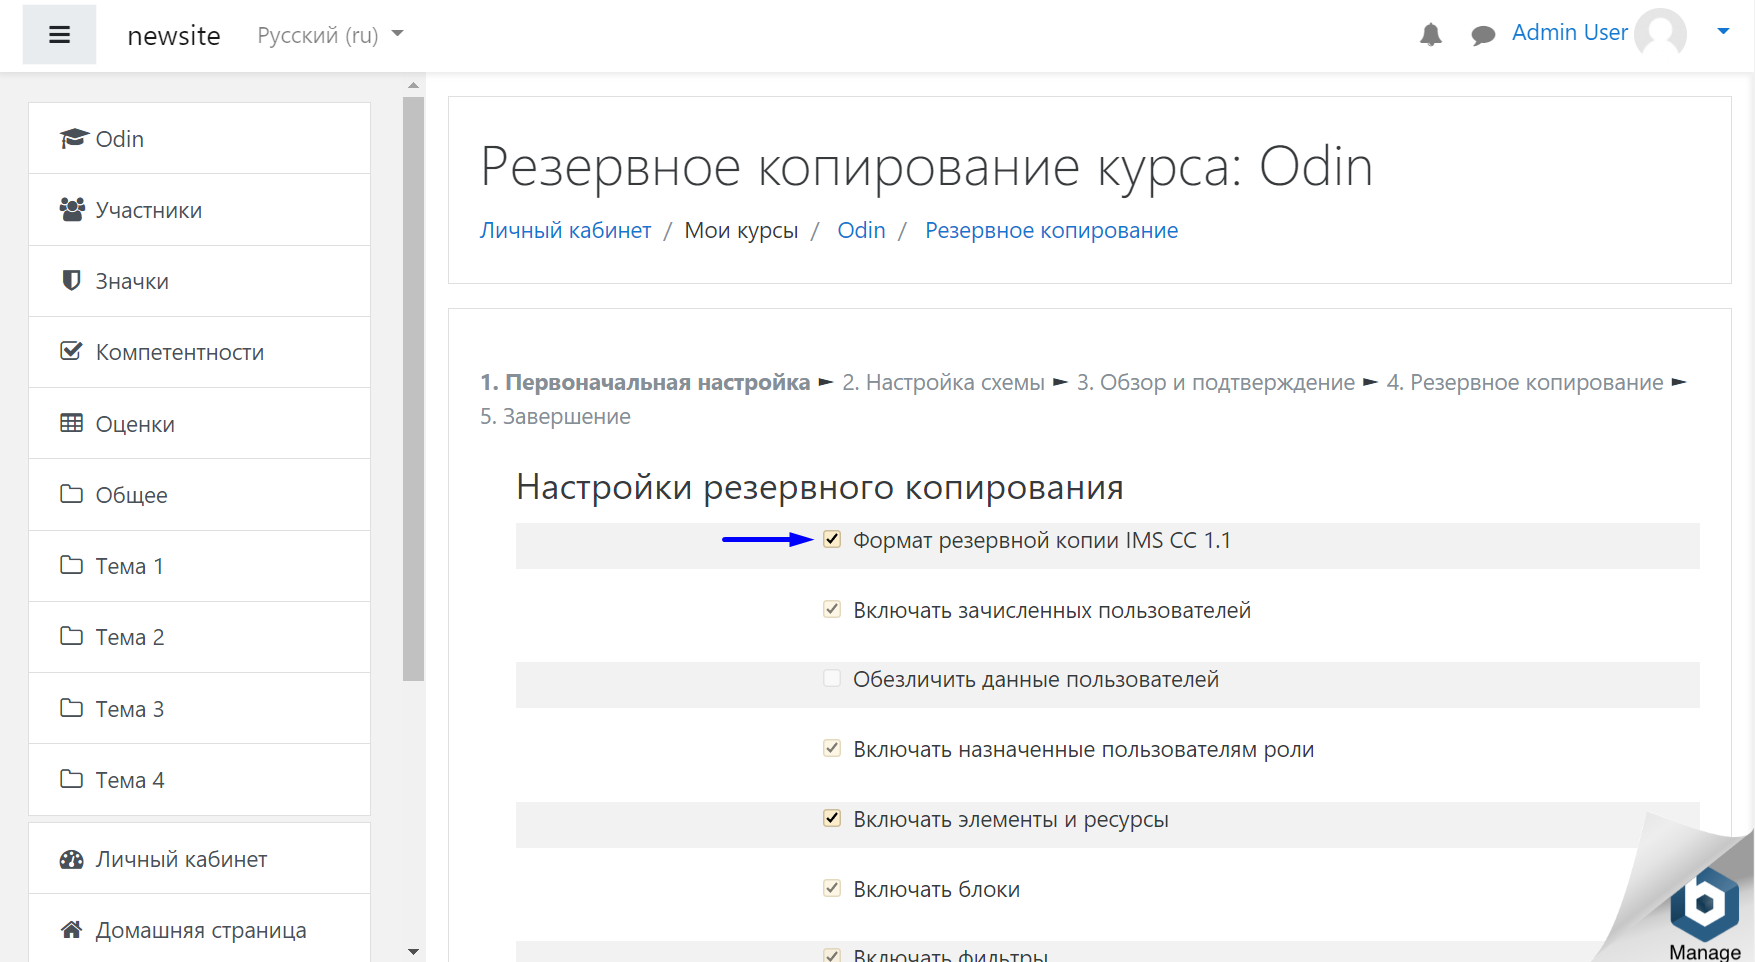 newsite
Русский (ru)
Admin User
Odin
Участники
Значки
Компетентности
Оценки
Общее
Тема 1
Тема 2
Тема 3
Тема 4
Личный кабинет
Домашняя страница
Резервное копирование курса: Odin
Личный кабинет / Мои курсы / Odin / Резервное копирование
1. Первоначальная настройка ► 2. Настройка схемы ► 3. Обзор и подтверждение ► 4. Резервное копирование ►
5. Завершение
Настройки резервного копирования
Формат резервной копии IMS CC 1.1
Включать зачисленных пользователей
Обезличить данные пользователей
Включать назначенные пользователям роли
Включать элементы и ресурсы
Включать блоки
Включать фильтры
b
Manage